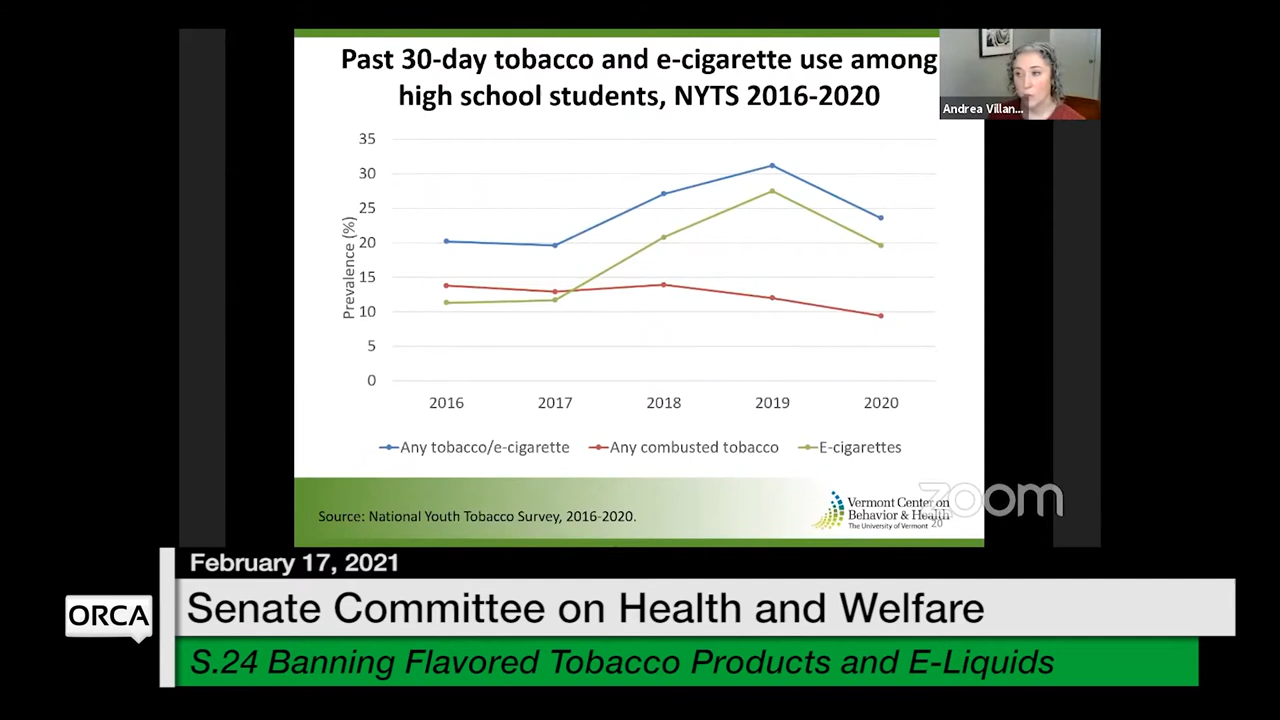 Past 30-day tobacco and e-cigarette use among
high school students, NYTS 2016-2020
Andrea Villan...
35
30
25
20
15
10
5
0
Prevalence (%)
2016 2017 2018 2019 2020
Any tobacco/e-cigarette Any combusted tobacco E-cigarettes
Source: National Youth Tobacco Survey, 2016-2020.
Vermont Center on
Behavior & Health
The University of Vermont
20
zoom
February 17, 2021
ORCA
Senate Committee on Health and Welfare
S.24 Banning Flavored Tobacco Products and E-Liquids